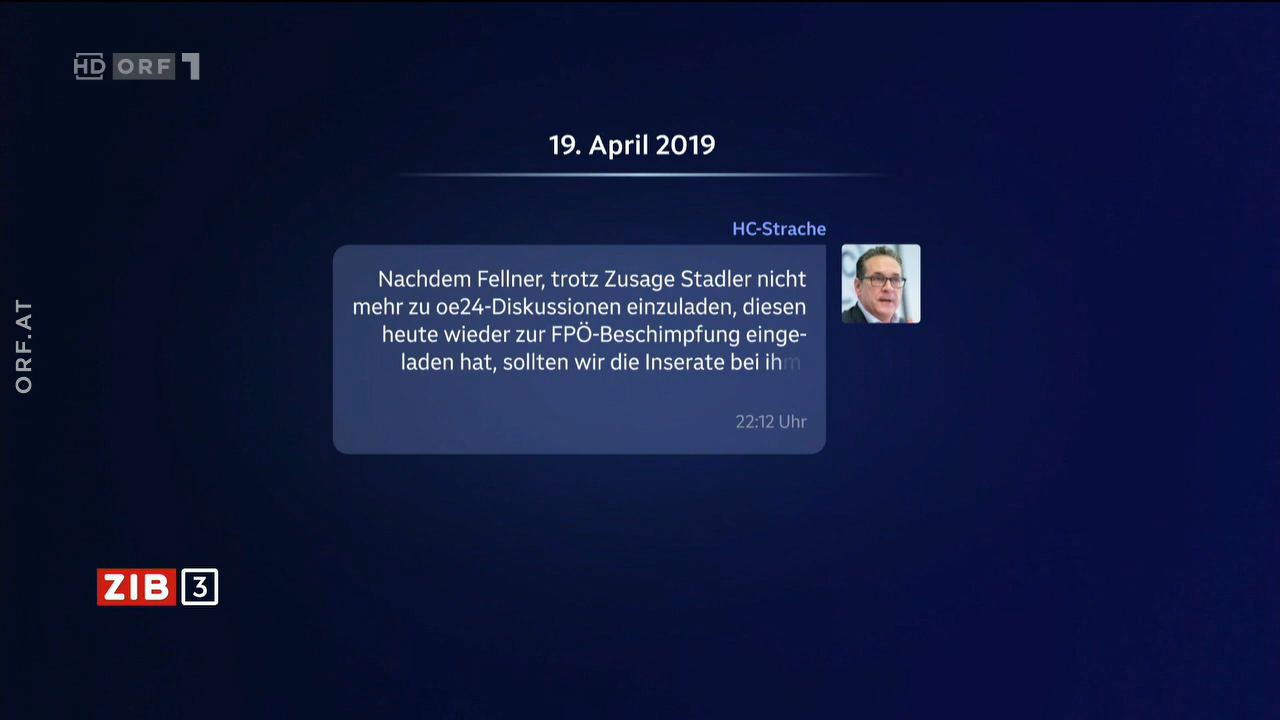 HD ORF 1
19. April 2019
HC-Strache
Nachdem Fellner, trotz Zusage Stadler nicht
mehr zu oe24-Diskussionen einzuladen, diesen
heute wieder zur FPÖ-Beschimpfung einge-
laden hat, sollten wir die Inserate bei ihm
22:12 Uhr
ORF.AT
ZIB 3